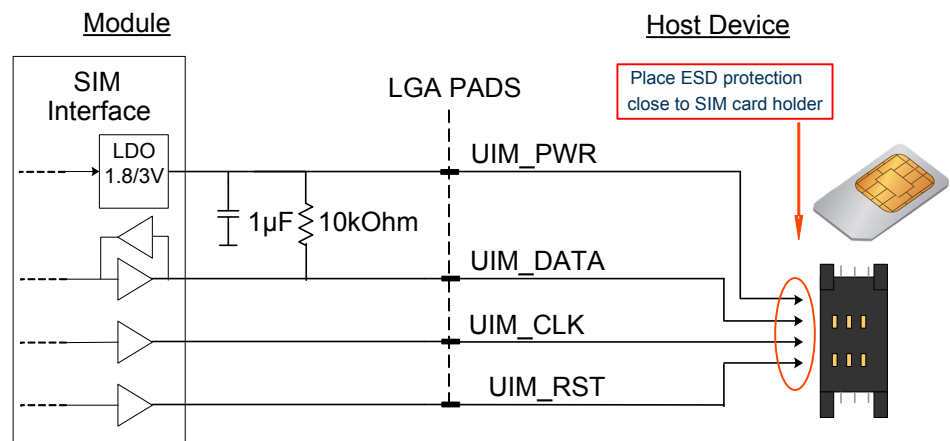 Module
Host Device
SIM
Interface
Place ESD protection
close to SIM card holder
LGA PADS
LDO
1.8/3V
UIM_PWR
1µF
10kOhm
UIM_DATA
UIM_CLK
UIM_RST